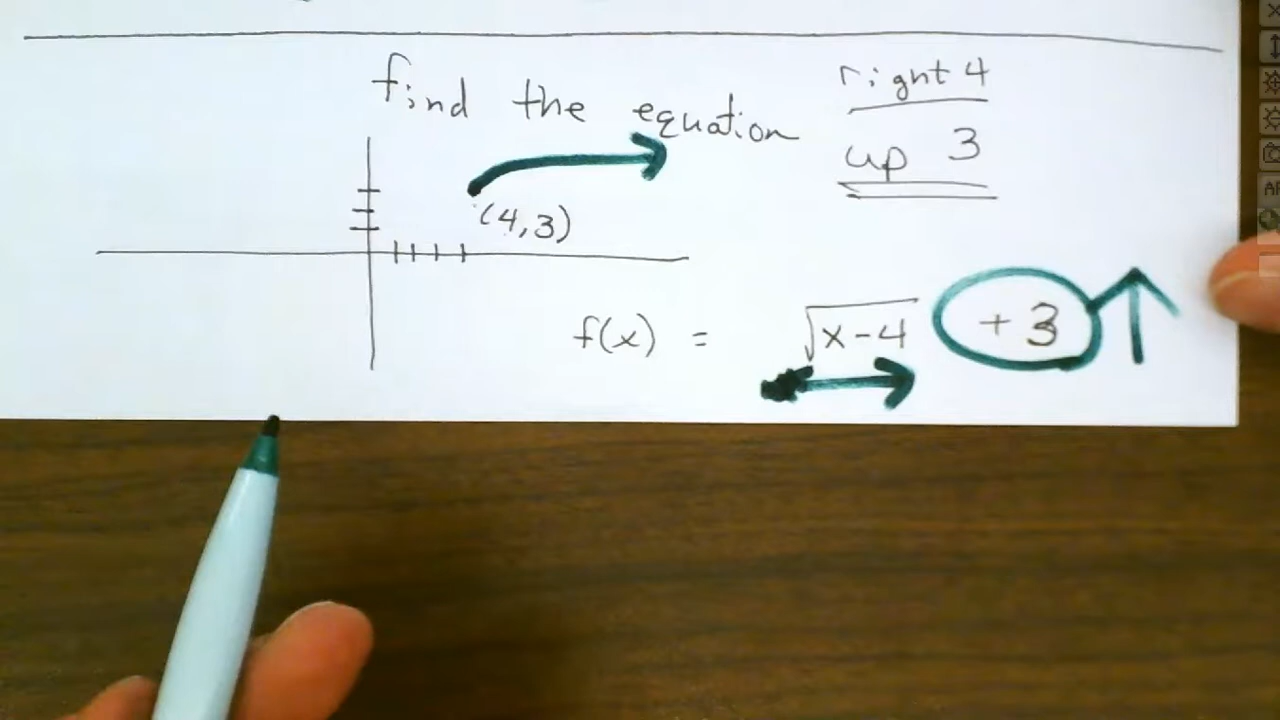 find the equation
right 4
up 3
(4,3)
f(x) = √x-4 + 3